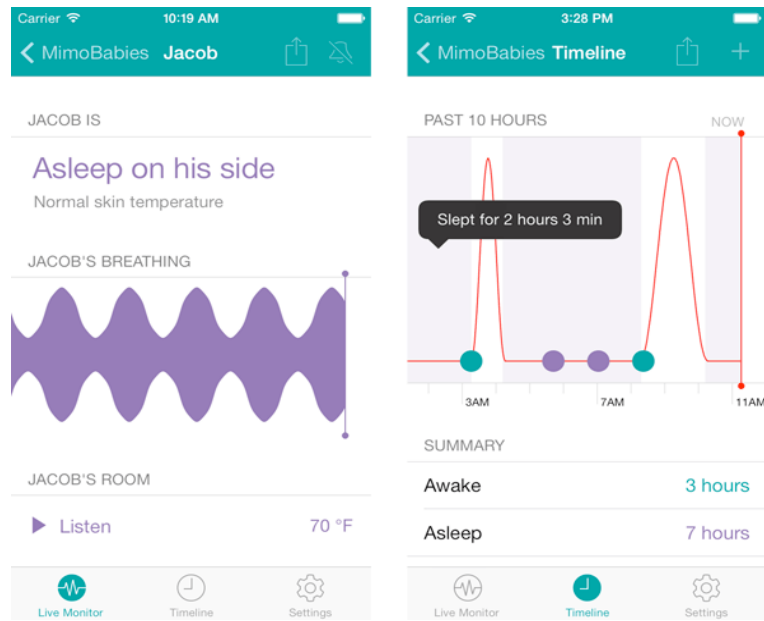 Carrier 10:19 AM
MimoBabies Jacob
JACOB IS
Asleep on his side
Normal skin temperature
JACOB'S BREATHING
JACOB'S ROOM
Listen 70 °F
Live Monitor Timeline Settings
Carrier 3:28 PM
MimoBabies Timeline
PAST 10 HOURS NOW
Slept for 2 hours 3 min
3AM 7AM 11AM
SUMMARY
Awake 3 hours
Asleep 7 hours
Live Monitor Timeline Settings